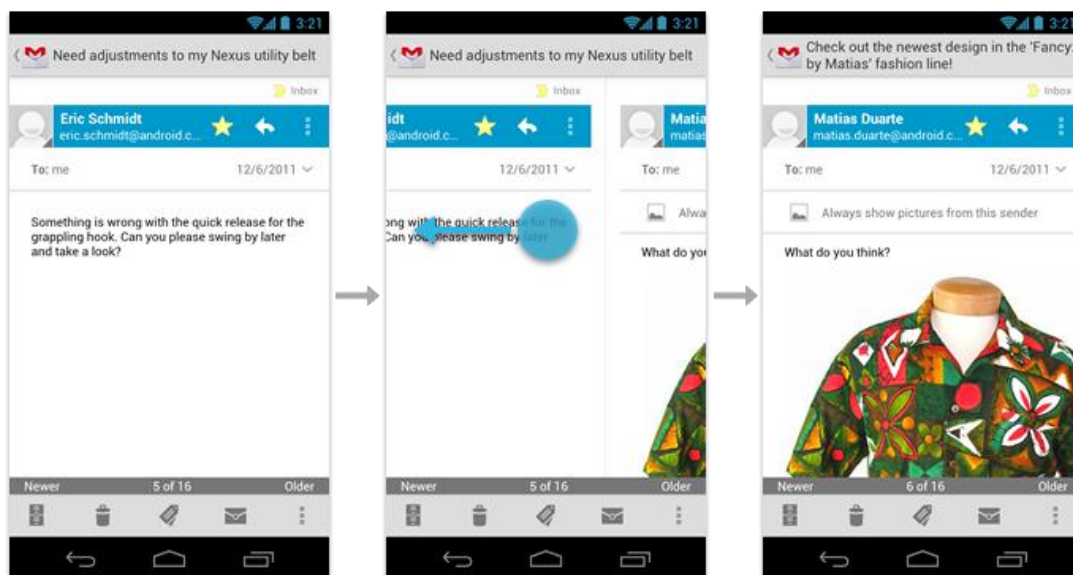 3:21
Need adjustments to my Nexus utility belt
Inbox
Eric Schmidt
eric.schmidt@android.c...
To: me 12/6/2011
Something is wrong with the quick release for the
grappling hook. Can you please swing by later
and take a look?
Newer 5 of 16 Older
3:21
Need adjustments to my Nexus utility belt
Inbox
idt
@android.c...
Matia
matias
12/6/2011
To: me
ong with the quick release for the
Can you please swing by later
Alwa
What do you
Newer 5 of 16 Older
3:21
Check out the newest design in the 'Fancy.
by Matias' fashion line!
Inbox
Matias Duarte
matias.duarte@android.c...
To: me 12/6/2011
Always show pictures from this sender
What do you think?
Newer 6 of 16 Older